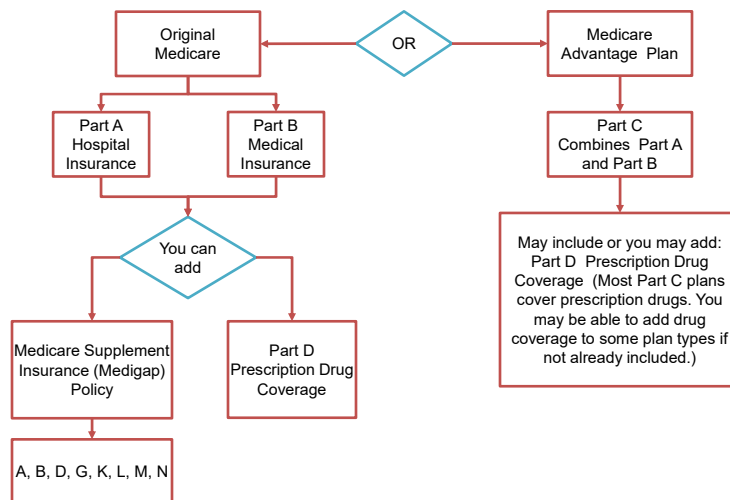 Original
Medicare
OR
Medicare
Advantage Plan
Part A
Hospital
Insurance
Part B
Medical
Insurance
Part C
Combines Part A
and Part B
You can
add
May include or you may add:
Part D Prescription Drug
Coverage (Most Part C plans
cover prescription drugs. You
may be able to add drug
coverage to some plan types if
not already included.)
Medicare Supplement
Insurance (Medigap)
Policy
Part D
Prescription Drug
Coverage
A, B, D, G, K, L, M, N